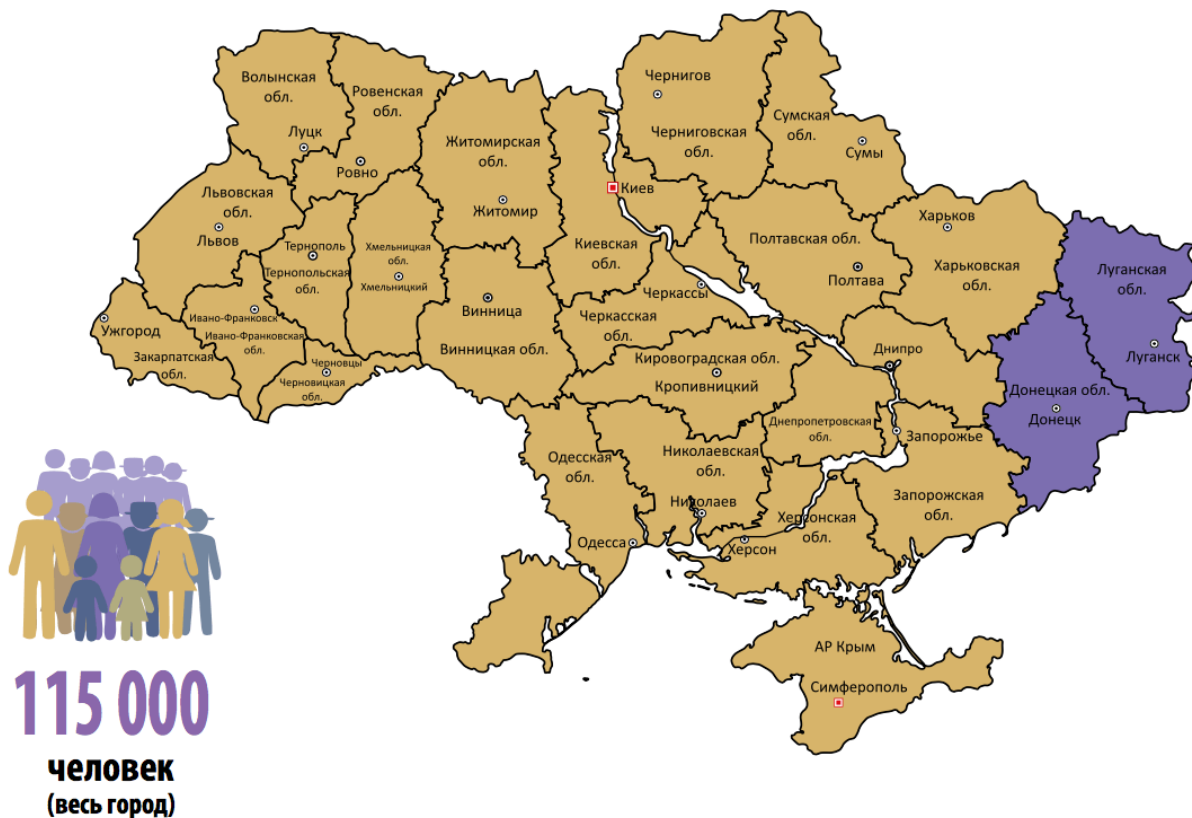 Волынская
обл.
Луцк
Ровенская
обл.
Ровно
Житомирская
обл.
Житомир
Чернигов
Черниговская
обл.
Сумская
обл.
Сумы
Киев
Киевская
обл.
Львовская
обл.
Львов
Тернополь
Тернопольская
обл.
Хмельницкая
обл.
Хмельницкий
Винница
Винницкая обл.
Черкассы
Черкасская
обл.
Полтавская обл.
Полтава
Харьков
Харьковская
обл.
Луганская
обл.
Луганск
Ужгород
Закарпатская
обл.
Ивано-Франковск
Ивано-Франковская
обл.
Черновцы
Черновицкая
обл.
Кировоградская обл.
Кропивницкий
Днипро
Днепропетровская
обл.
Донецкая обл.
Донецк
Запорожье
Запорожская
обл.
Одесская
обл.
Одесса
Николаевская
обл.
Николаев
Херсонская
обл.
Херсон
АР Крым
Симферополь
115 000
человек
(весь город)